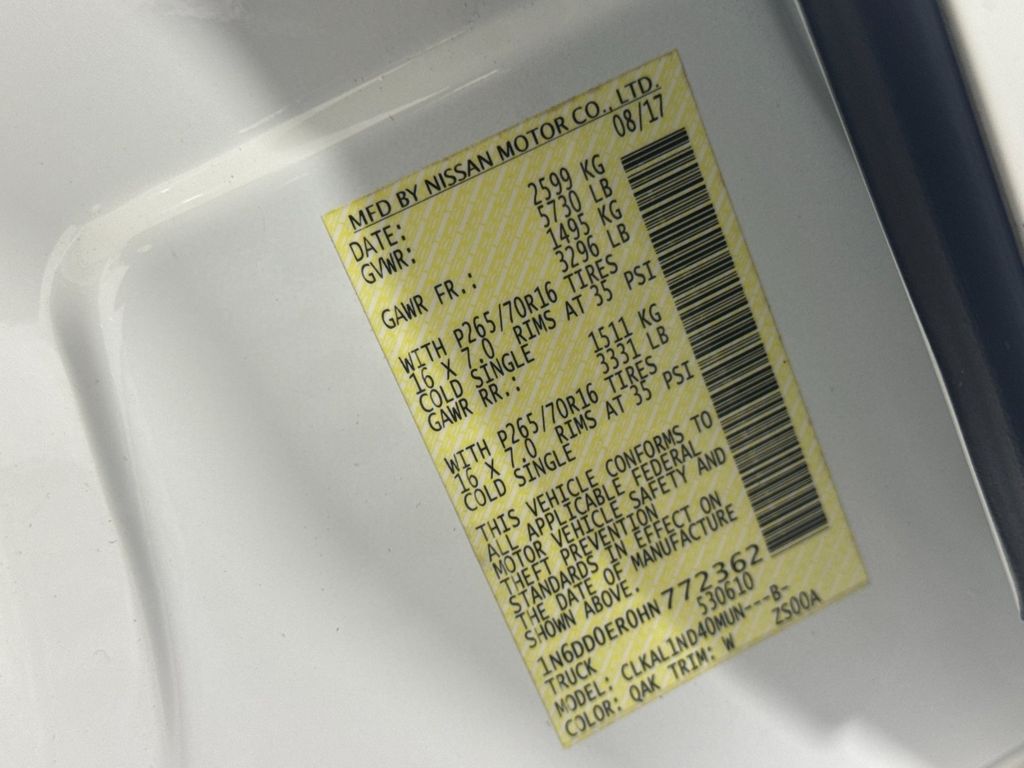 MFD BY NISSAN MOTOR CO., LTD.
DATE: 08/17
GVWR: 2599 KG
5730 LB
GAWR FR.: 1495 KG
3296 LB
WITH P265/70R16 TIRES
16 X 7.0 RIMS AT 35 PSI
COLD SINGLE
GAWR RR.: 1511 KG
3331 LB
WITH P265/70R16 TIRES
16 X 7.0 RIMS AT 35 PSI
COLD SINGLE
THIS VEHICLE CONFORMS TO
ALL APPLICABLE FEDERAL
MOTOR VEHICLE SAFETY AND
THEFT PREVENTION
STANDARDS IN EFFECT ON
THE DATE OF MANUFACTURE
SHOWN ABOVE.
1N6DD0ER0HN772362
TRUCK 530610
MODEL: CLKAL1ND40MUN---B-
COLOR: QAK TRIM: W ZS00A